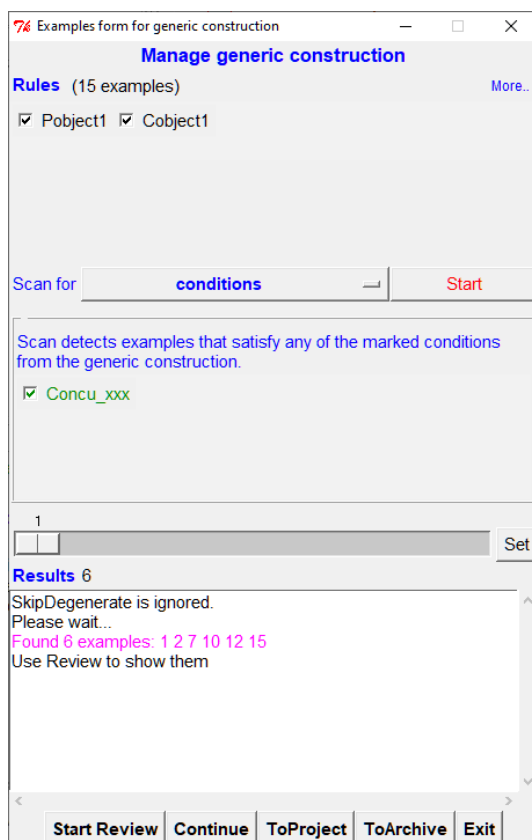 Examples form for generic construction
Manage generic construction
Rules (15 examples) More..
Pobject1 Cobject1
Scan for conditions Start
Scan detects examples that satisfy any of the marked conditions
from the generic construction.
Concu_xxx
1
Set
Results 6
SkipDegenerate is ignored.
Please wait...
Found 6 examples: 1 2 7 10 12 15
Use Review to show them
Start Review Continue ToProject ToArchive Exit